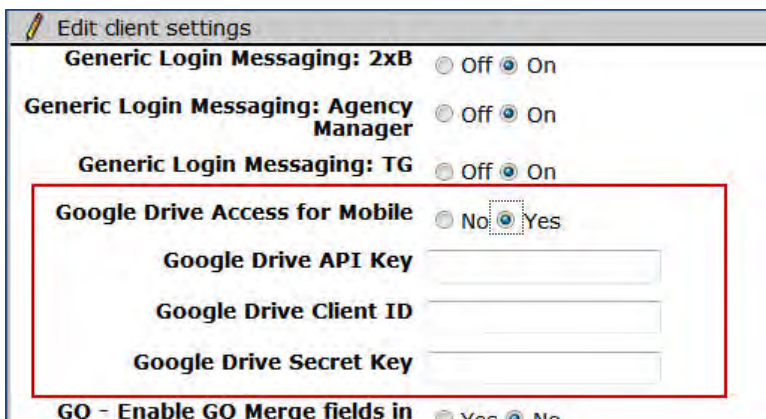 Edit client settings
Generic Login Messaging: 2xB Off On
Generic Login Messaging: Agency
Manager Off On
Generic Login Messaging: TG Off On
Google Drive Access for Mobile No Yes
Google Drive API Key
Google Drive Client ID
Google Drive Secret Key
GO - Enable GO Merge fields in Yes No